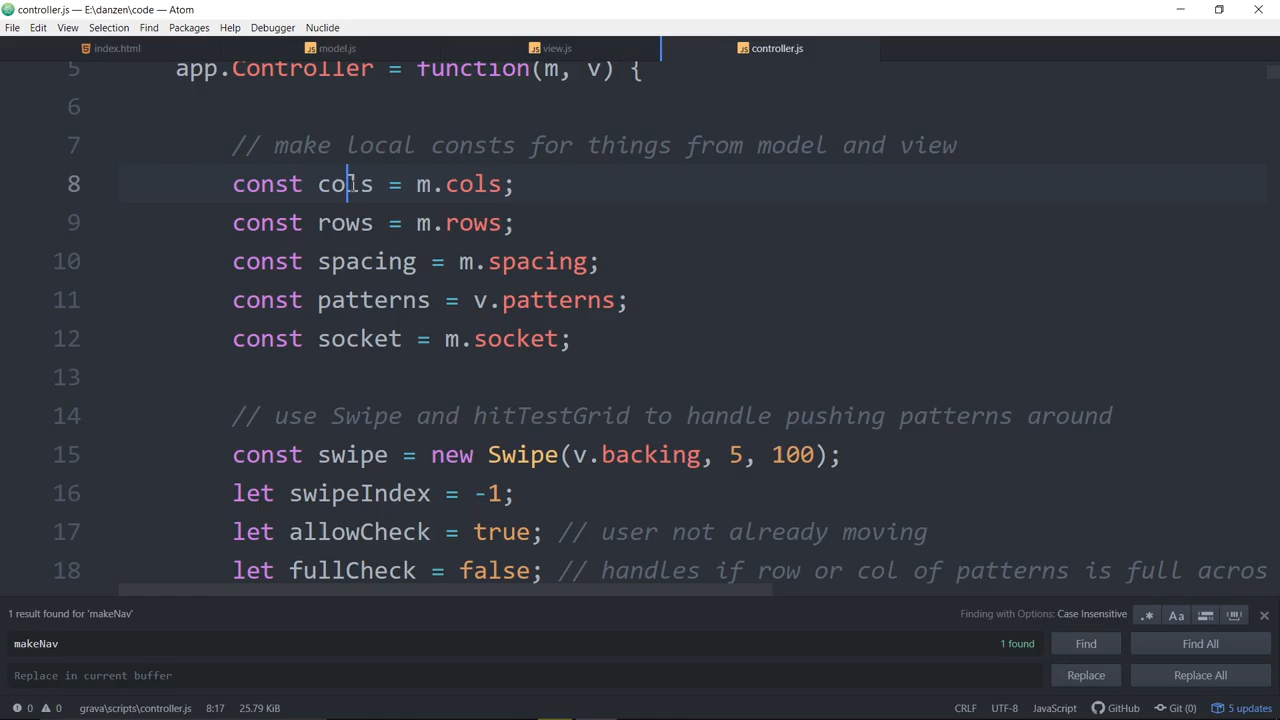 controller.js — E:\danzen\code — Atom
File Edit View Selection Find Packages Help Debugger Nuclide
index.html model.js view.js controller.js
5 app.Controller = function(m, v) {
6
7 // make local consts for things from model and view
8 const cols = m.cols;
9 const rows = m.rows;
10 const spacing = m.spacing;
11 const patterns = v.patterns;
12 const socket = m.socket;
13
14 // use Swipe and hitTestGrid to handle pushing patterns around
15 const swipe = new Swipe(v.backing, 5, 100);
16 let swipeIndex = -1;
17 let allowCheck = true; // user not already moving
18 let fullCheck = false; // handles if row or col of patterns is full acros
1 result found for 'makeNav' Finding with Options: Case Insensitive .* Aa
makeNav 1 found Find Find All
Replace in current buffer Replace Replace All
0 0 grava\scripts\controller.js 8:17 25.79 KiB CRLF UTF-8 JavaScript GitHub Git (0) 5 updates